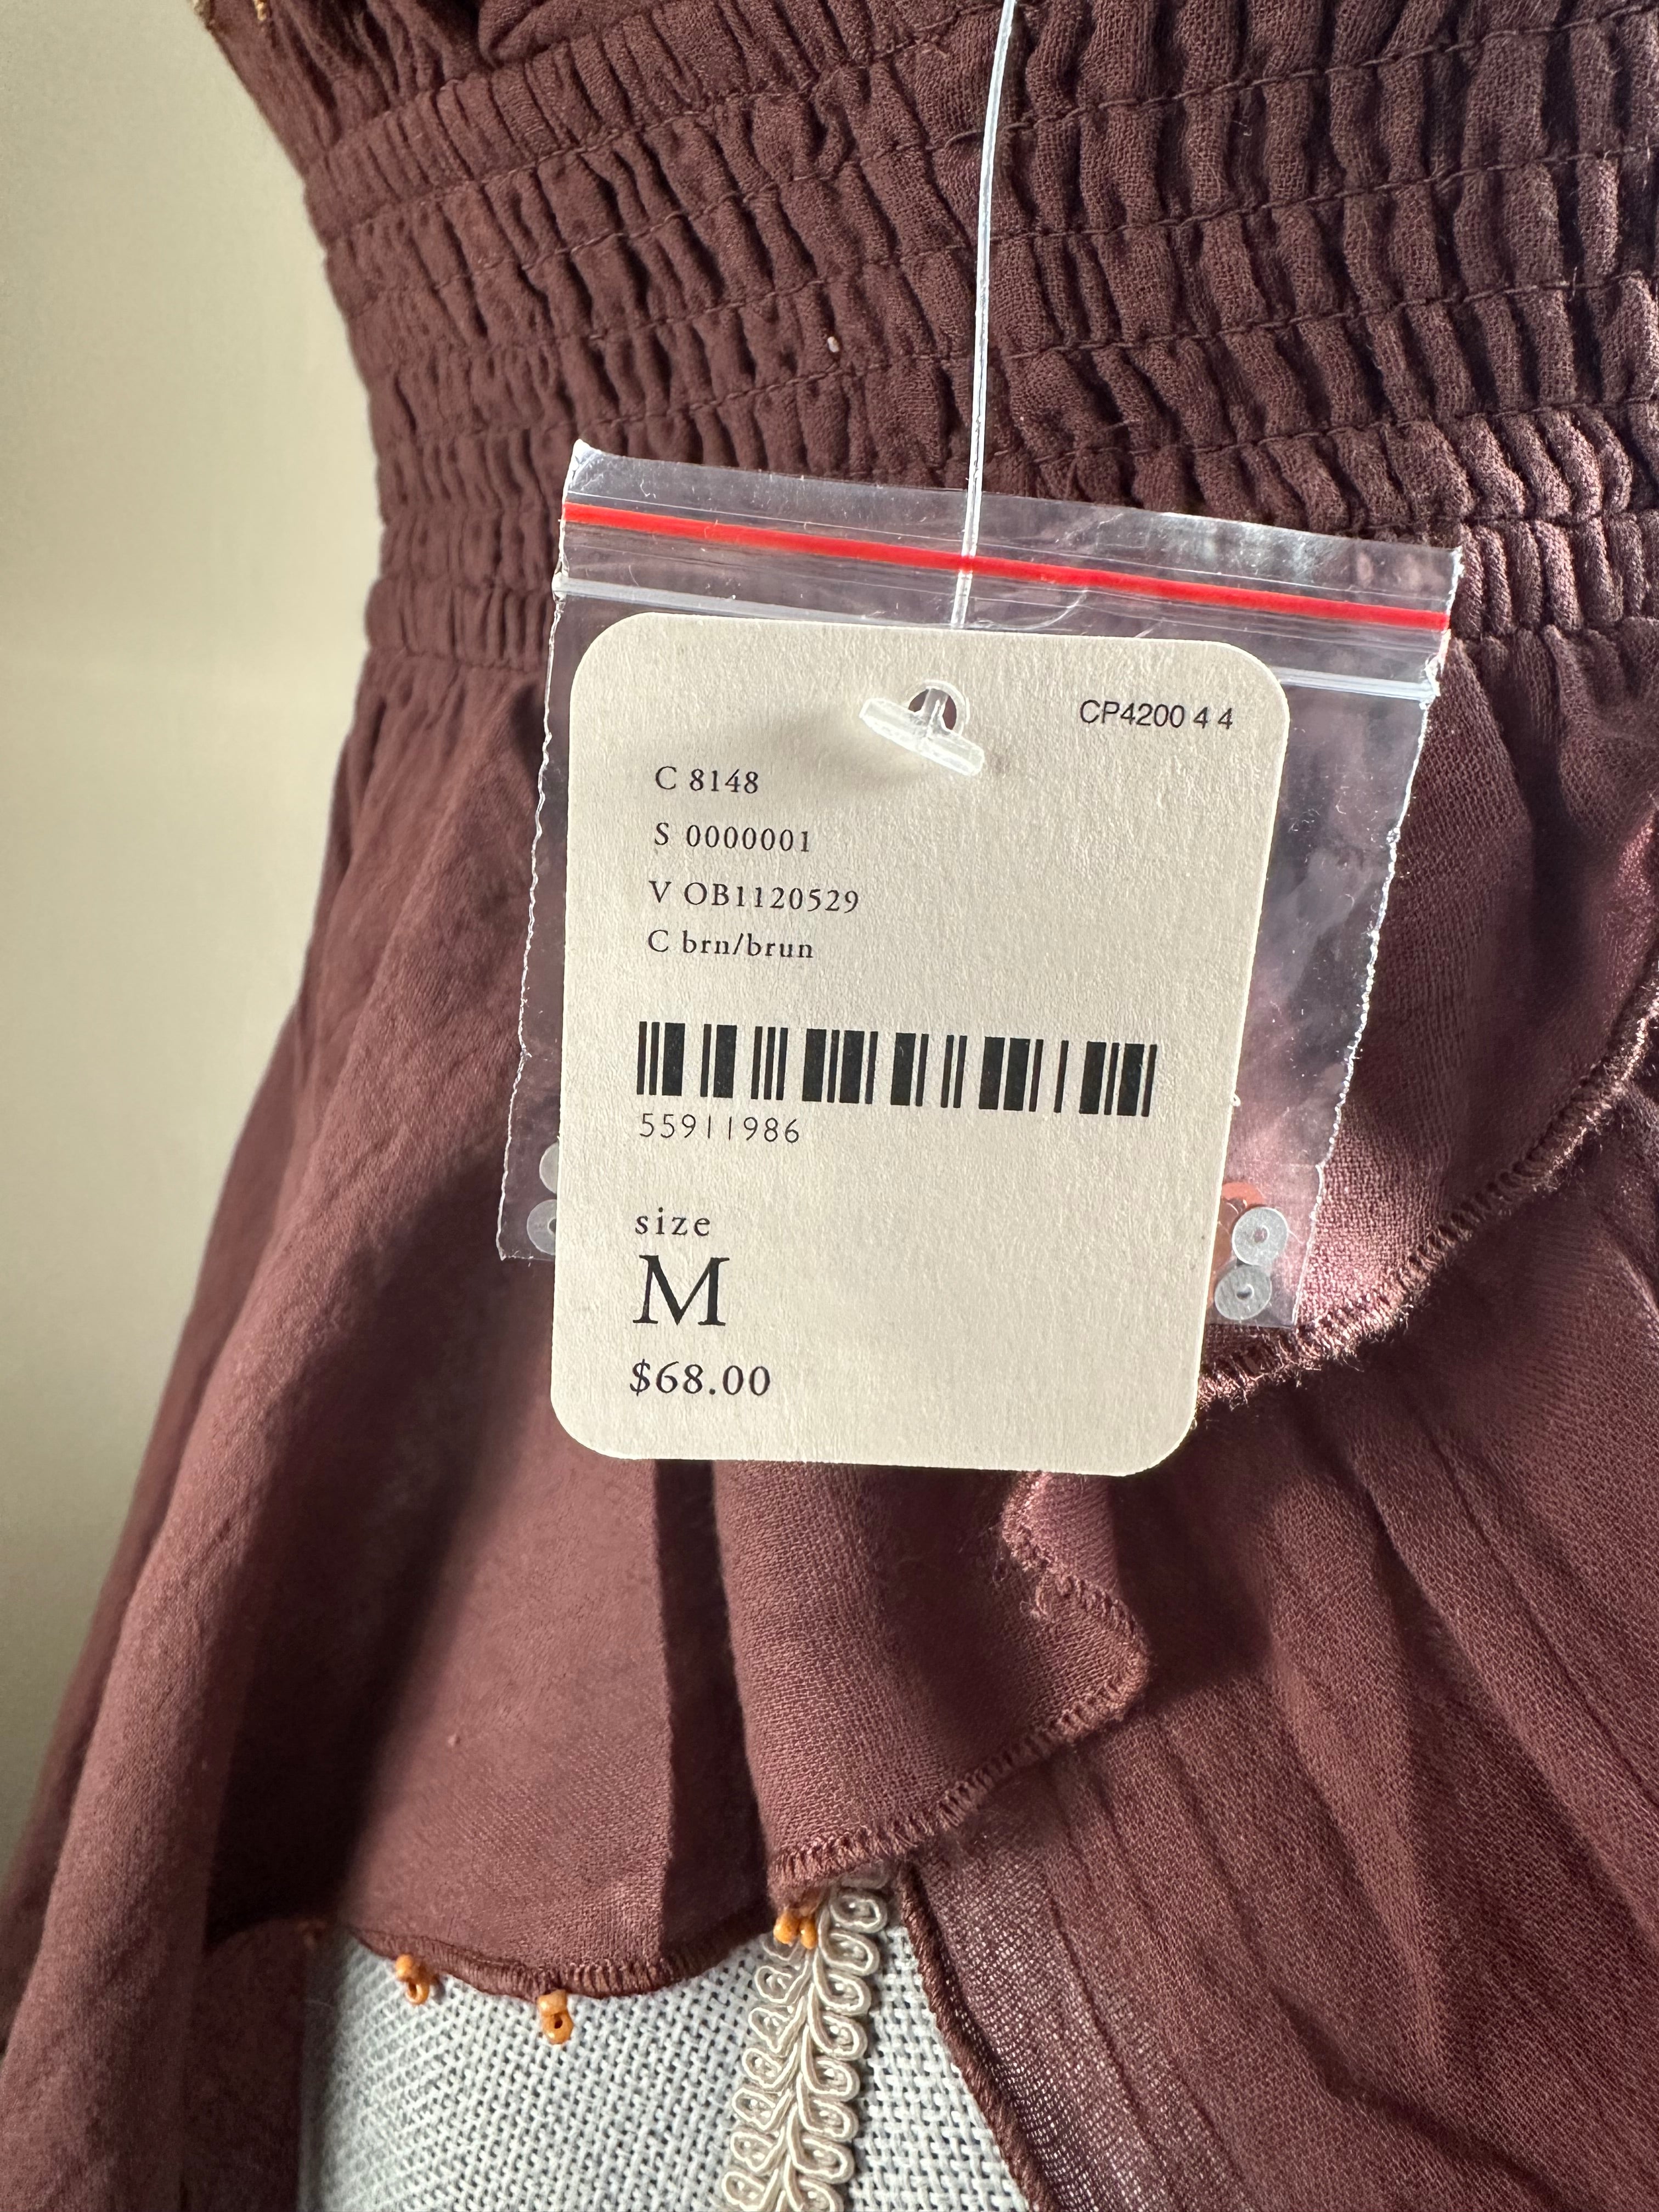 CP4200 4 4
C 8148
S 0000001
V OB1120529
C brn/brun
55911986
size
M
$68.00